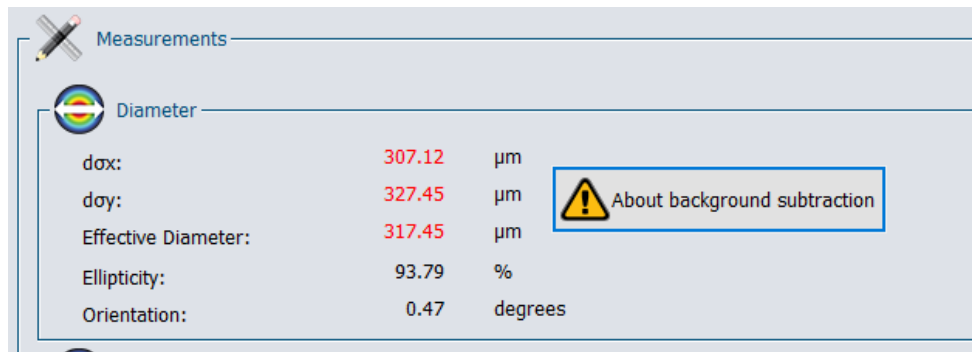 Measurements
Diameter
dσx: 307.12 µm
dσy: 327.45 µm
About background subtraction
Effective Diameter: 317.45 µm
Ellipticity: 93.79 %
Orientation: 0.47 degrees